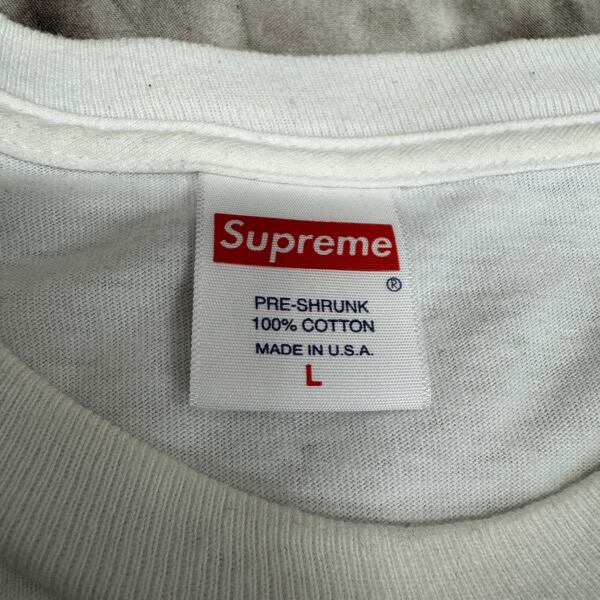 Supreme
®
PRE-SHRUNK
100% COTTON
MADE IN U.S.A.
L